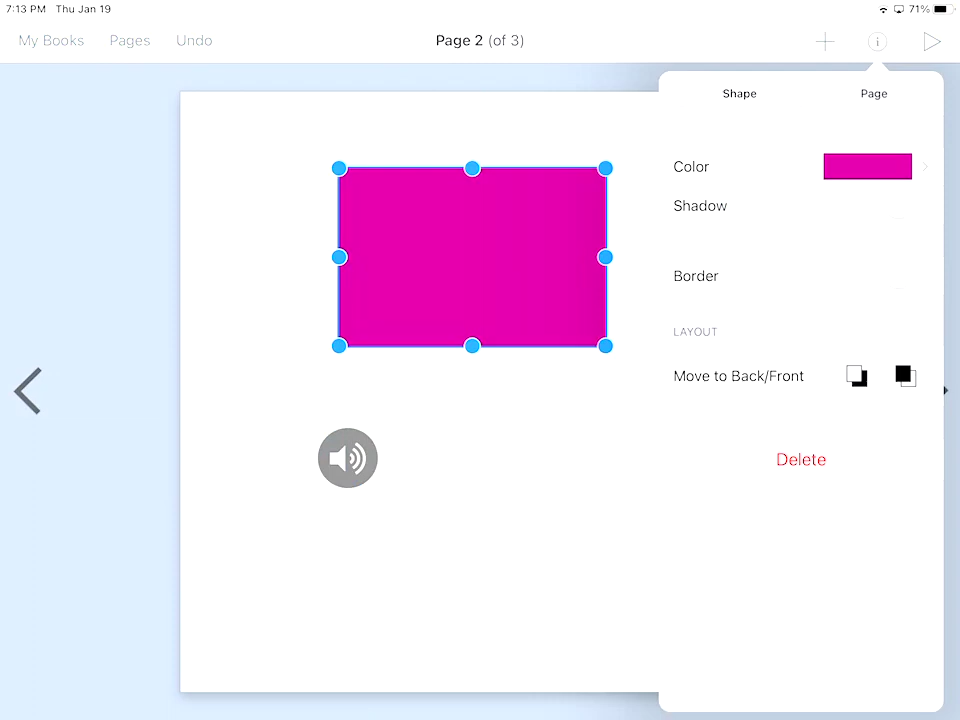 7:13 PM Thu Jan 19 71%
My Books Pages Undo Page 2 (of 3)
Shape Page
Color
Shadow
Border
LAYOUT
Move to Back/Front
Delete